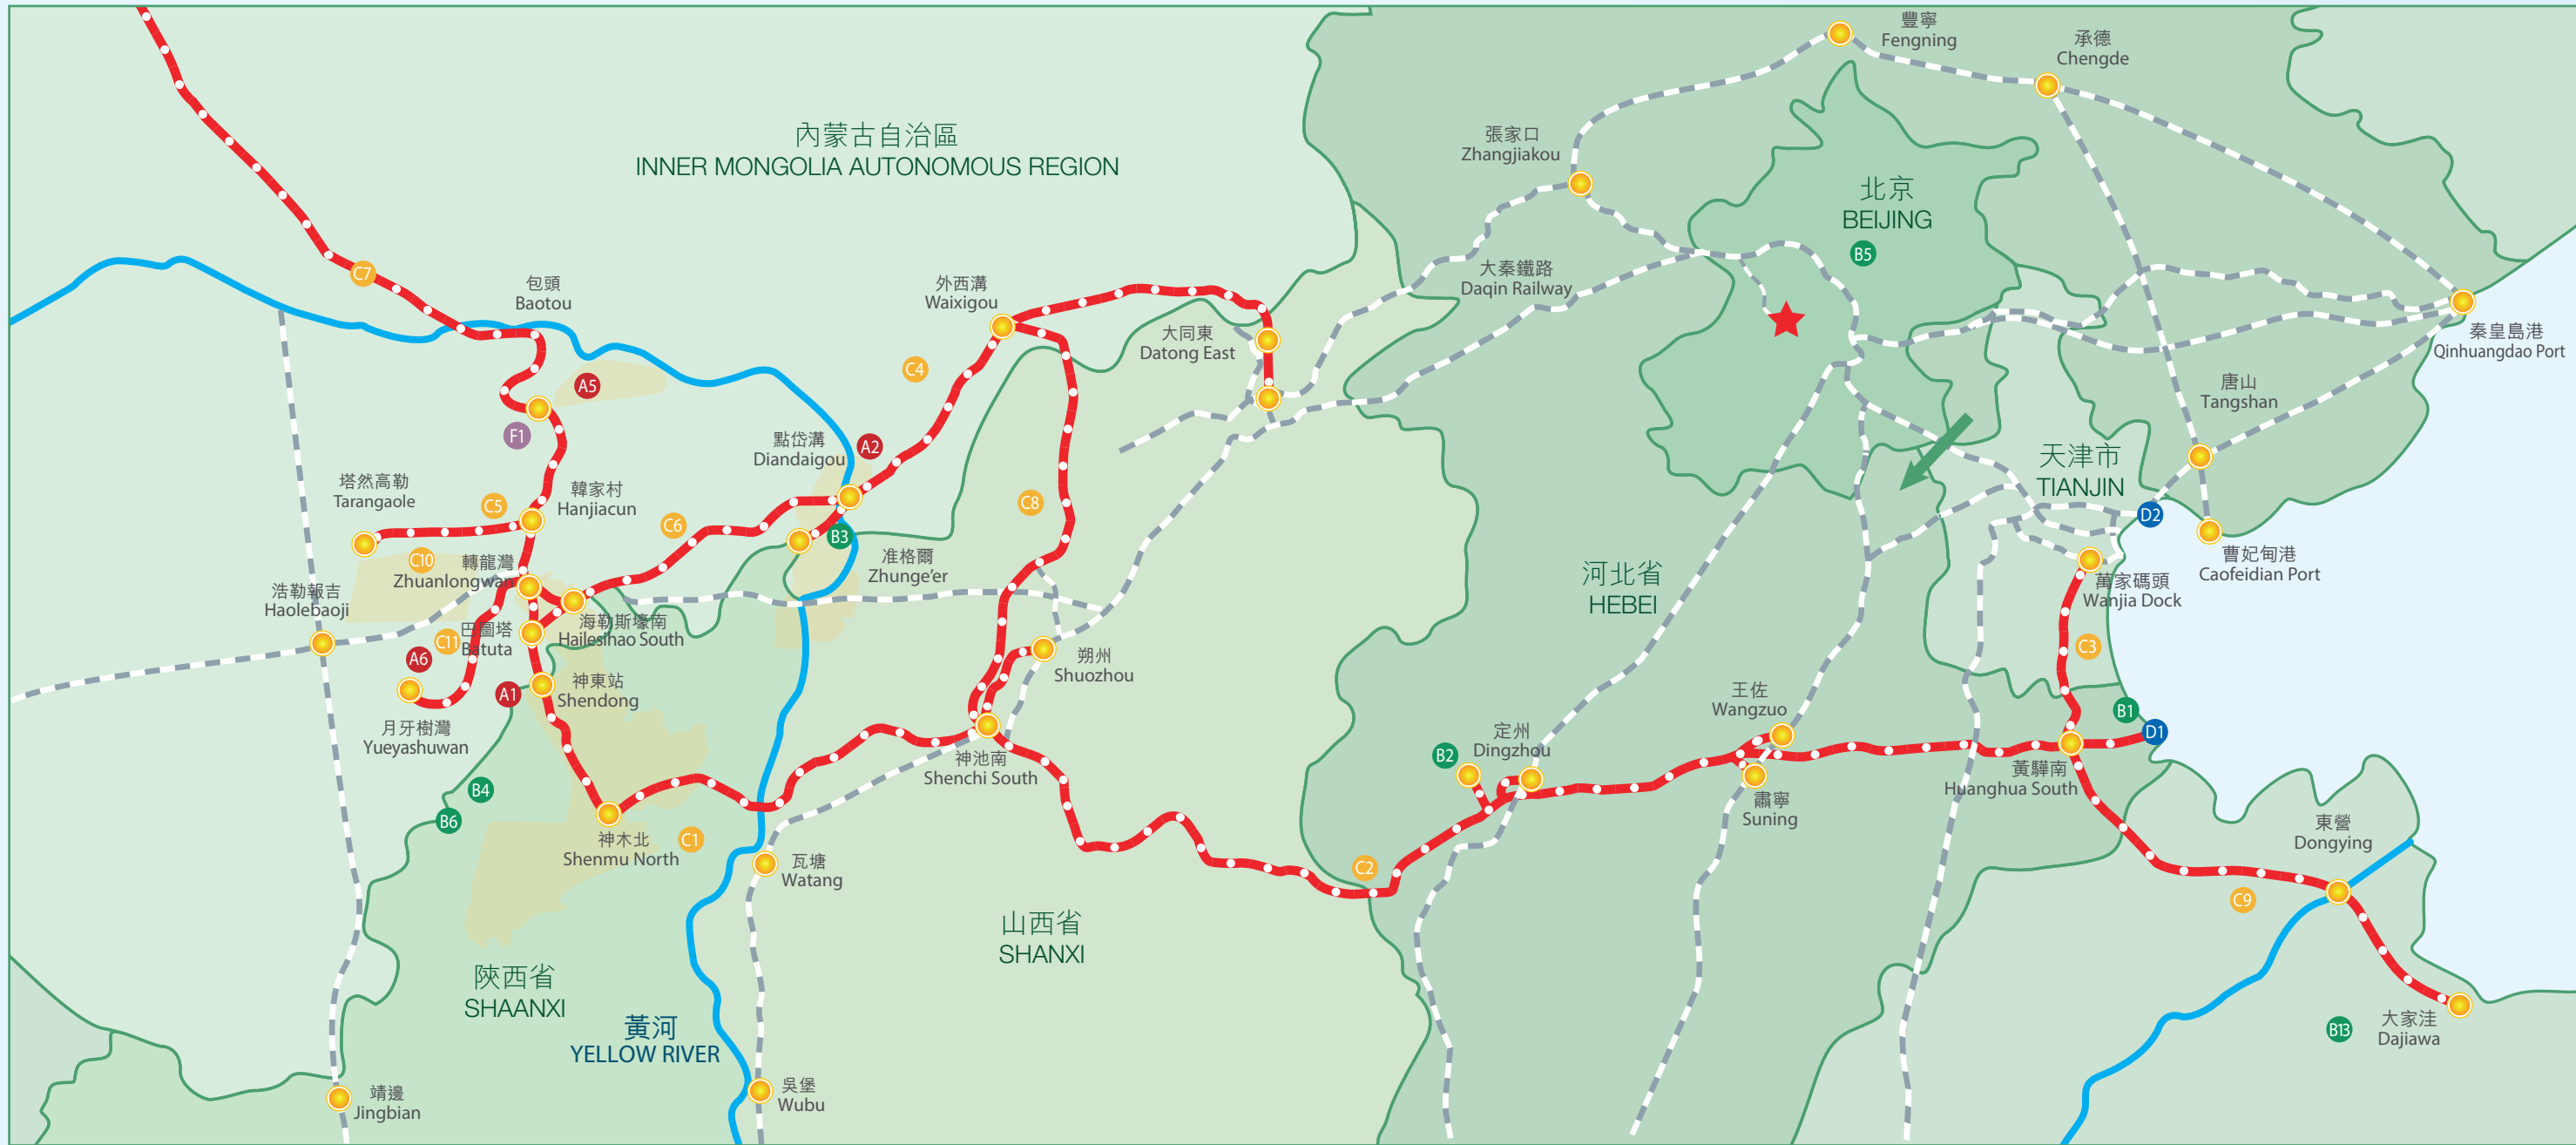 豐寧
Fengning
承德
Chengde
內蒙古自治區
INNER MONGOLIA AUTONOMOUS REGION
張家口
Zhangjiakou
北京
BEIJING
B5
C7
包頭
Baotou
外西溝
Waixigou
大秦鐵路
Daqin Railway
大同東
Datong East
秦皇島港
Qinhuangdao Port
A5
C4
唐山
Tangshan
F1
點岱溝
Diandaigou
A2
天津市
TIANJIN
塔然高勒
Tarangaole
C5
韓家村
Hanjiacun
C6
C8
D2
B3
C10
轉龍灣
Zhuanlongwan
准格爾
Zhunge'er
曹妃甸港
Caofeidian Port
河北省
HEBEI
萬家碼頭
Wanjia Dock
浩勒報吉
Haolebaoji
巴圖塔
Batuta
海勒斯壕南
Hailesihao South
C11
A6
C3
朔州
Shuozhou
A1
神東站
Shendong
王佐
Wangzuo
B1
D1
月牙樹灣
Yueyashuwan
定州
Dingzhou
B2
神池南
Shenchi South
黃驊南
Huanghua South
B4
肅寧
Suning
B6
神木北
Shenmu North
C1
瓦塘
Watang
C2
東營
Dongying
C9
山西省
SHANXI
陝西省
SHAANXI
黃河
YELLOW RIVER
B13
大家洼
Dajiawa
靖邊
Jingbian
吳堡
Wubu